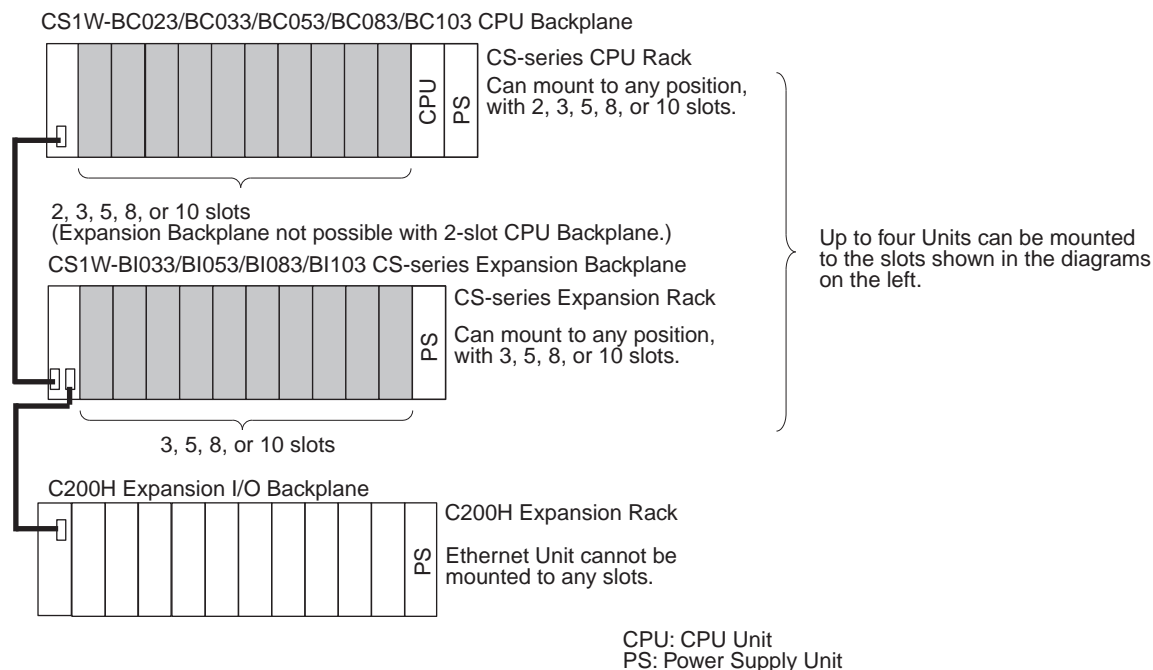 CS1W-BC023/BC033/BC053/BC083/BC103 CPU Backplane
CPU
PS
CS-series CPU Rack
Can mount to any position,
with 2, 3, 5, 8, or 10 slots.
2, 3, 5, 8, or 10 slots
(Expansion Backplane not possible with 2-slot CPU Backplane.)
CS1W-BI033/BI053/BI083/BI103 CS-series Expansion Backplane
PS
CS-series Expansion Rack
Can mount to any position,
with 3, 5, 8, or 10 slots.
3, 5, 8, or 10 slots
Up to four Units can be mounted
to the slots shown in the diagrams
on the left.
C200H Expansion I/O Backplane
PS
C200H Expansion Rack
Ethernet Unit cannot be
mounted to any slots.
CPU: CPU Unit
PS: Power Supply Unit